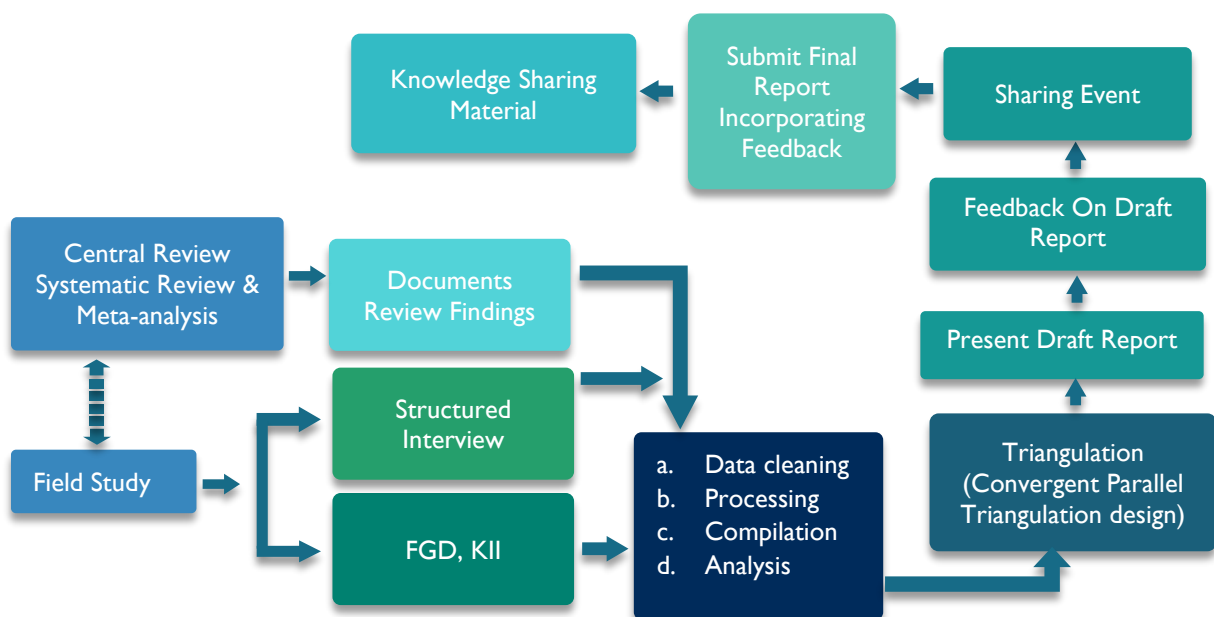 Knowledge Sharing
Material
Submit Final
Report
Incorporating
Feedback
Sharing Event
Feedback On Draft
Report
Present Draft Report
Central Review
Systematic Review &
Meta-analysis
Documents
Review Findings
Structured
Interview
Field Study
FGD, KII
a. Data cleaning
b. Processing
c. Compilation
d. Analysis
Triangulation
(Convergent Parallel
Triangulation design)